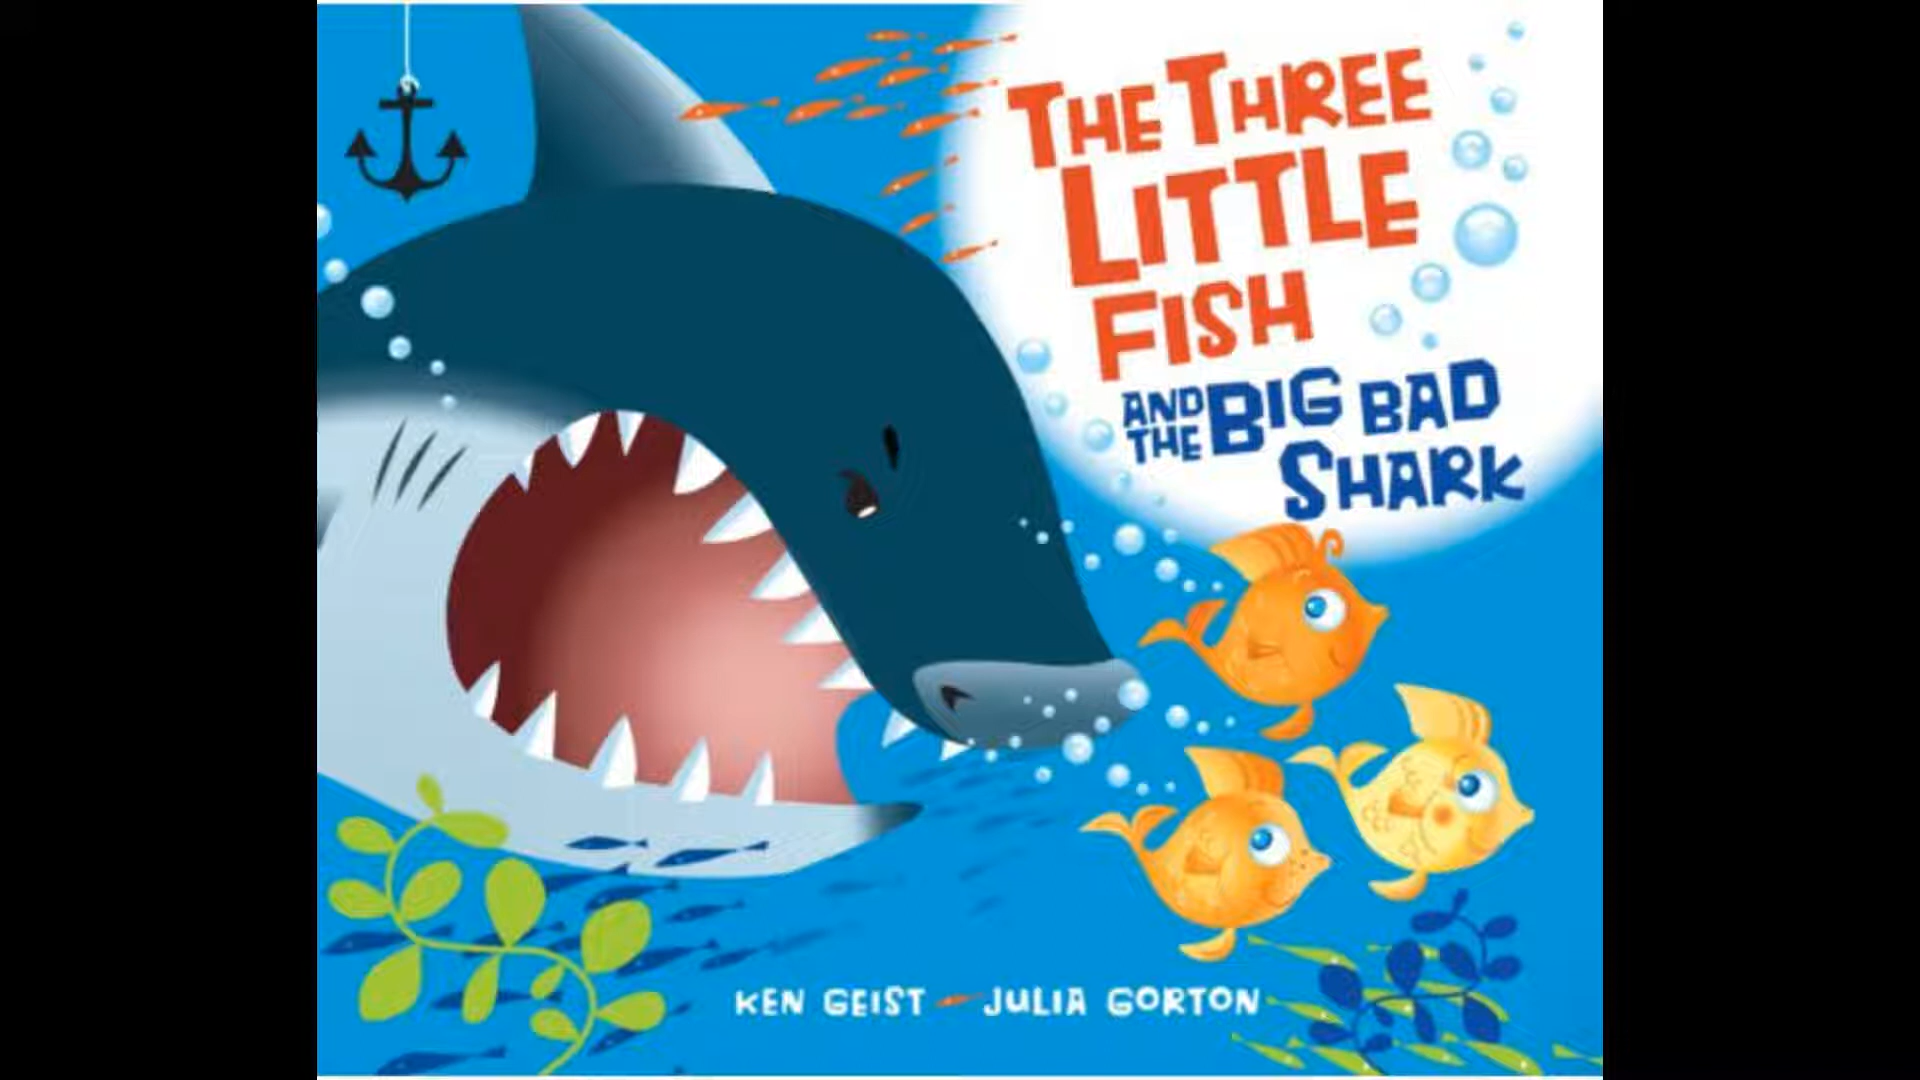 THE THREE
LITTLE
FISH
AND THE BIG BAD
SHARK
KEN GEIST JULIA GORTON